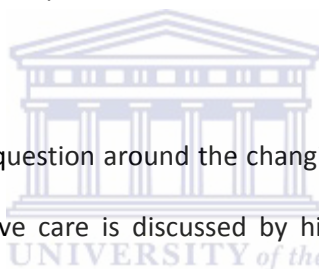 question around the chang
ve care is discussed by hi
UNIVERSITY of the